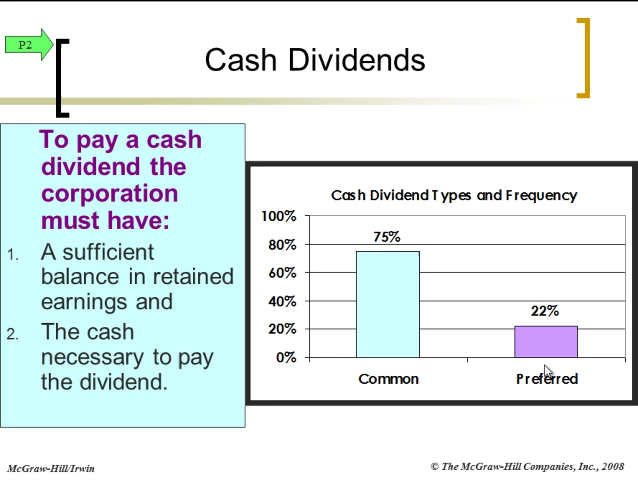 P2
Cash Dividends
To pay a cash
dividend the
corporation
must have:
1. A sufficient
balance in retained
earnings and
2. The cash
necessary to pay
the dividend.
Cash Dividend Types and Frequency
100%
80%
60%
40%
20%
0%
75%
22%
Common
Preferred
McGraw-Hill/Irwin
© The McGraw-Hill Companies, Inc., 2008